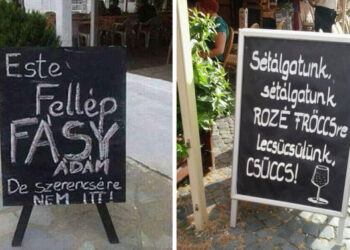 Este
Fellép
FÁSY
ÁDÁM
De szerencsére
NEM ITT!
Sétálgatunk,
sétálgatunk
ROZÉ FRÖCCSre
lecsücsülünk,
CSÜCCS!